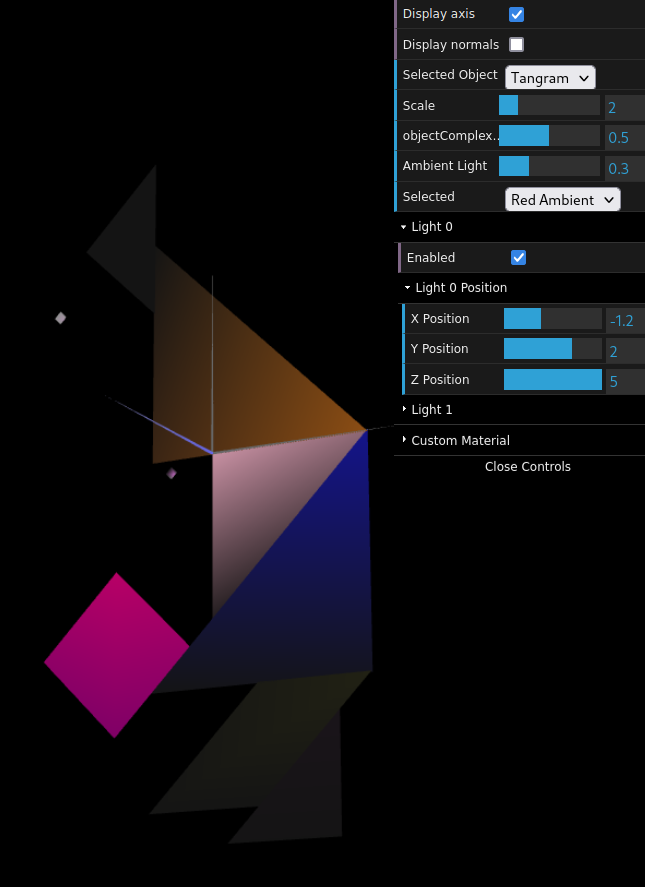 Display axis
Display normals
Selected Object Tangram
Scale 2
objectComplex.. 0.5
Ambient Light 0.3
Selected Red Ambient
Light 0
Enabled
Light 0 Position
X Position -1.2
Y Position 2
Z Position 5
Light 1
Custom Material
Close Controls